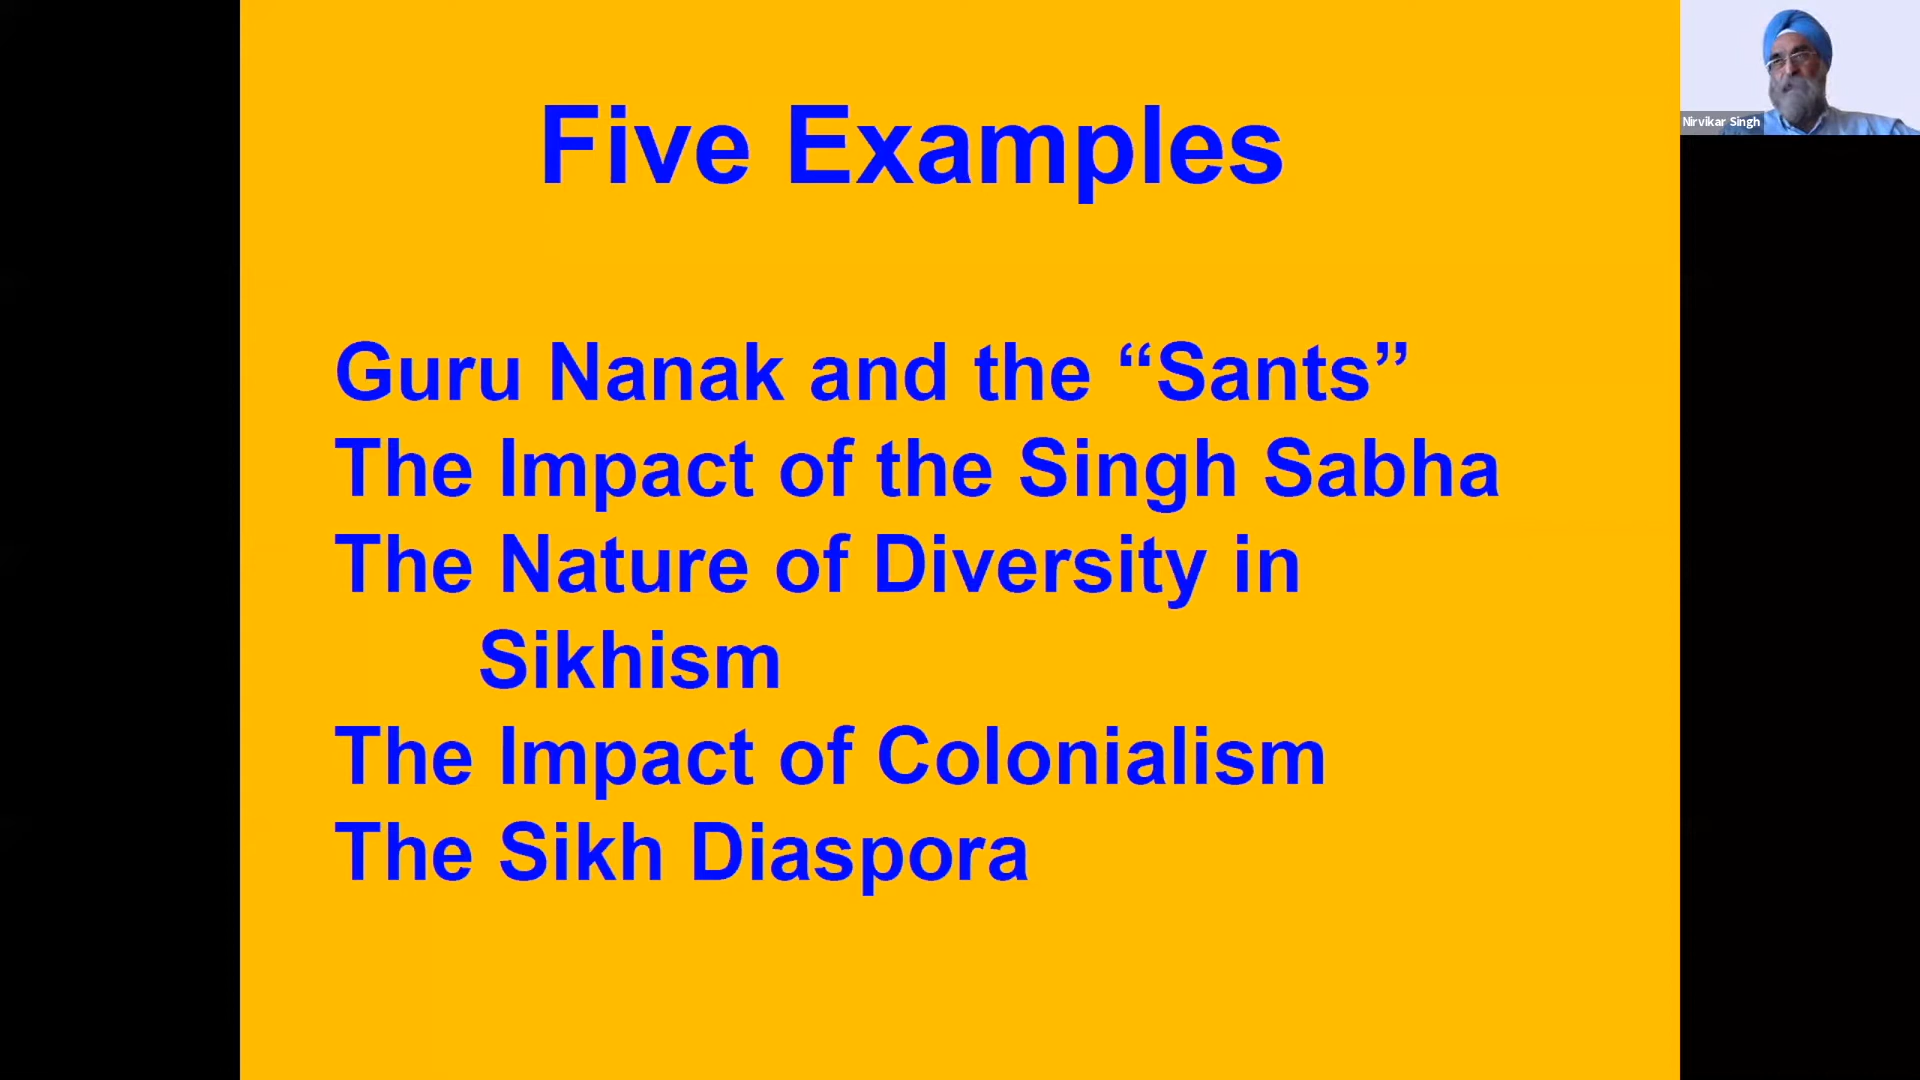 Five Examples
Guru Nanak and the “Sants”
The Impact of the Singh Sabha
The Nature of Diversity in
Sikhism
The Impact of Colonialism
The Sikh Diaspora
Nirvikar Singh